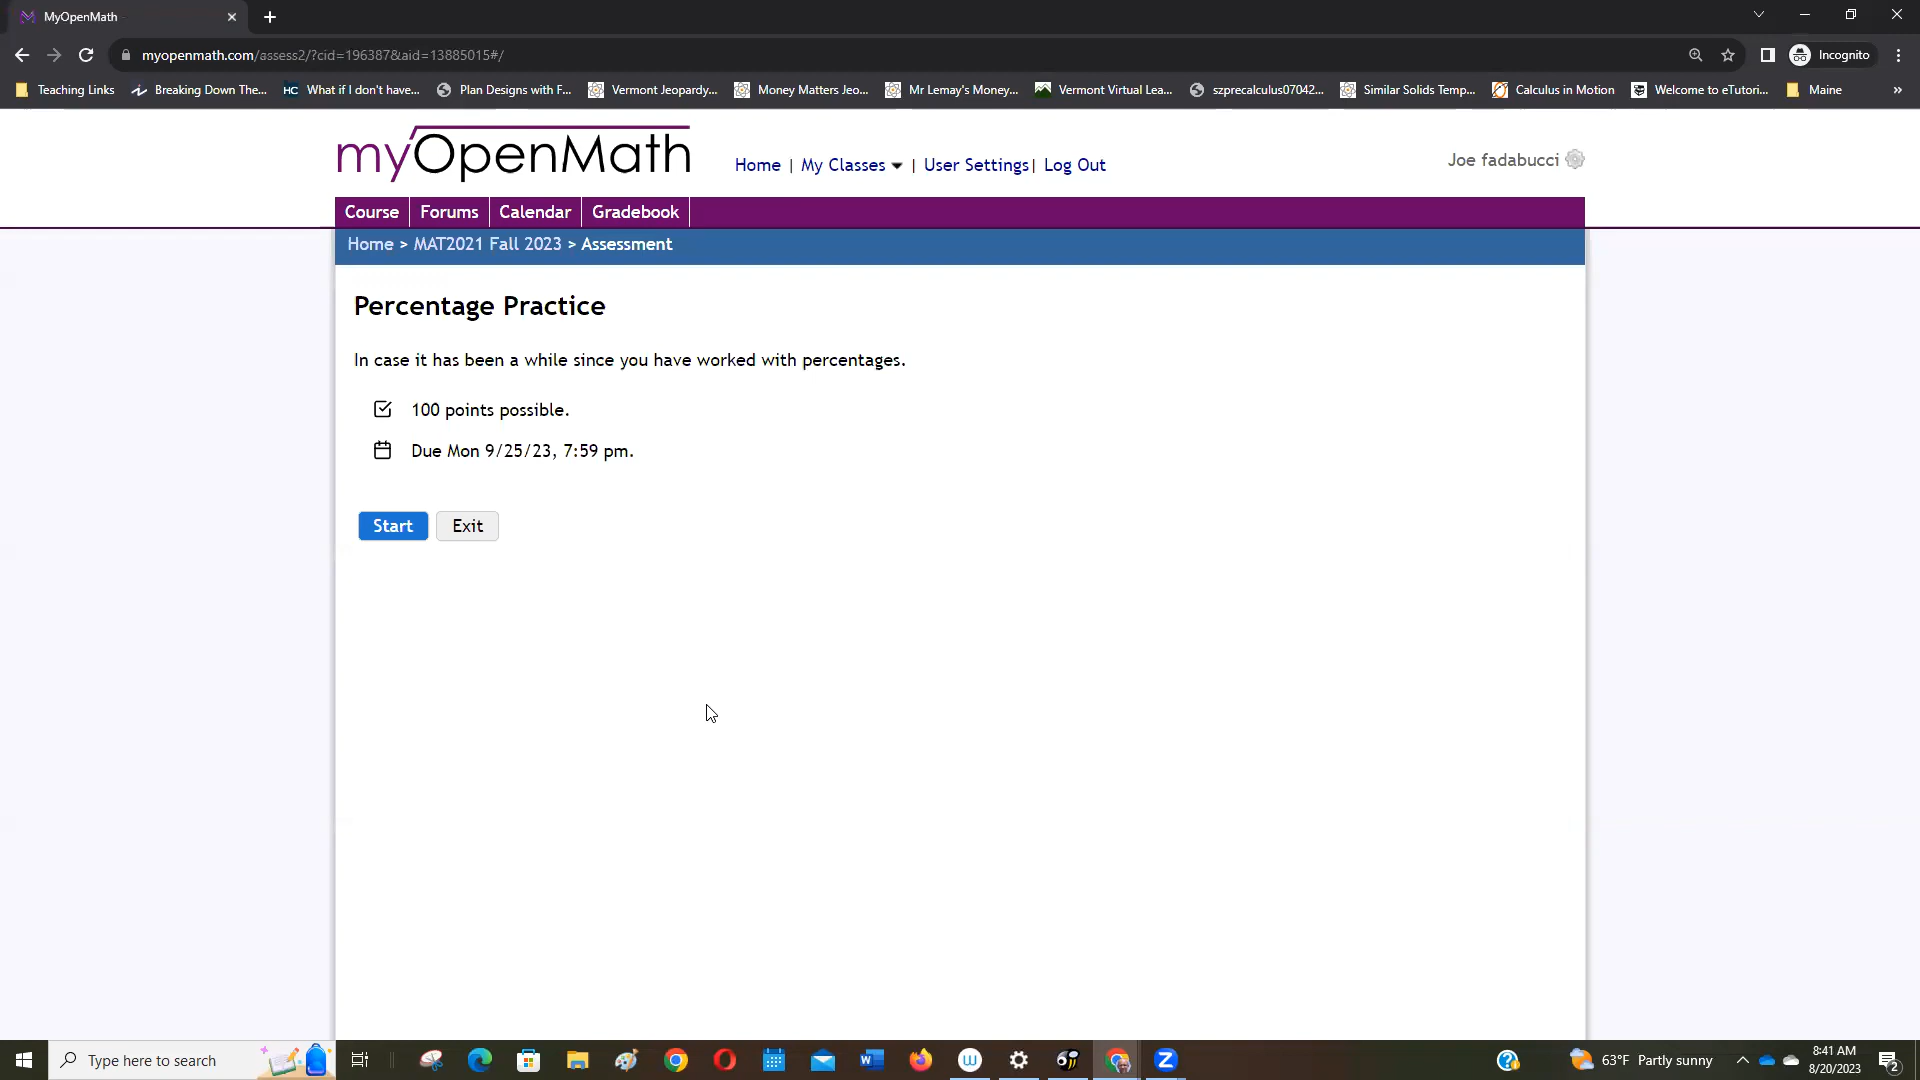 MyOpenMath
myopenmath.com/assess2/?cid=196387&aid=13885015#/
Incognito
Teaching Links
Breaking Down The...
HC What if I don't have...
Plan Designs with F...
Vermont Jeopardy...
Money Matters Jeo...
Mr Lemay's Money...
Vermont Virtual Lea...
szprecalculus07042...
Similar Solids Temp...
Calculus in Motion
Welcome to eTutori...
Maine
»
myOpenMath
Home | My Classes | User Settings | Log Out
Joe fadabucci
Course
Forums
Calendar
Gradebook
Home > MAT2021 Fall 2023 > Assessment
Percentage Practice
In case it has been a while since you have worked with percentages.
100 points possible.
Due Mon 9/25/23, 7:59 pm.
Start
Exit
Type here to search
63°F Partly sunny
8:41 AM
8/20/2023
2